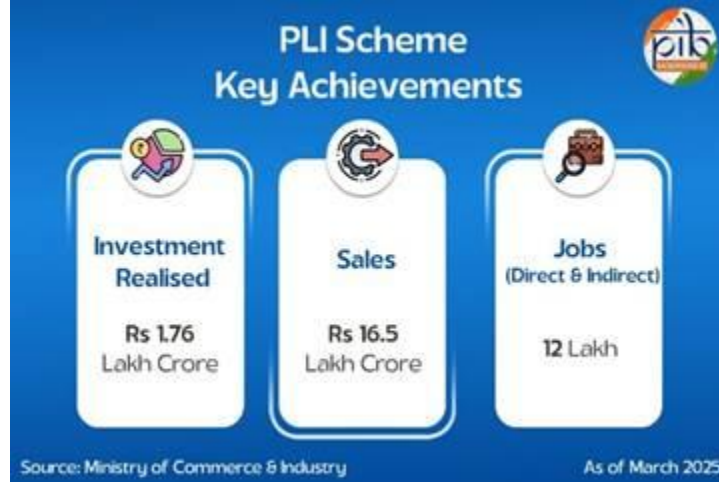 PLI Scheme
Key Achievements
pib
Investment
Realised
Rs 1.76
Lakh Crore
Sales
Rs 16.5
Lakh Crore
Jobs
(Direct & Indirect)
12 Lakh
Source: Ministry of Commerce & Industry
As of March 2025